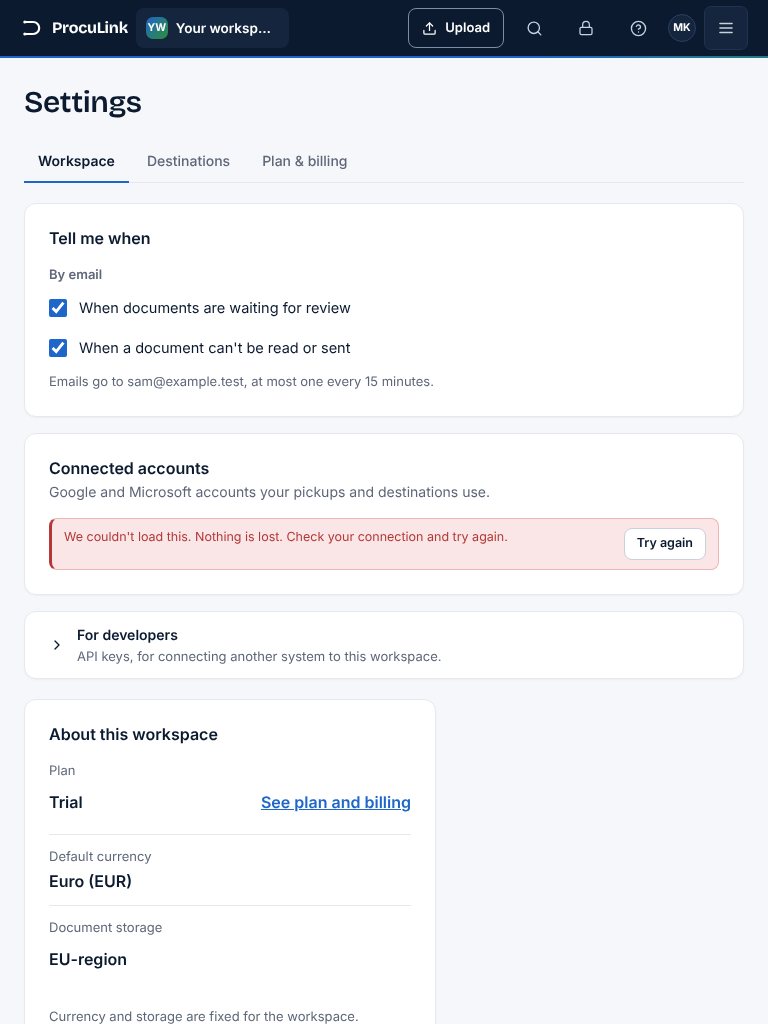 ProcuLink
YW
Your worksp...
Upload
MK
Settings
Workspace
Destinations
Plan & billing
Tell me when
By email
When documents are waiting for review
When a document can't be read or sent
Emails go to sam@example.test, at most one every 15 minutes.
Connected accounts
Google and Microsoft accounts your pickups and destinations use.
We couldn't load this. Nothing is lost. Check your connection and try again.
Try again
For developers
API keys, for connecting another system to this workspace.
About this workspace
Plan
Trial
See plan and billing
Default currency
Euro (EUR)
Document storage
EU-region
Currency and storage are fixed for the workspace.